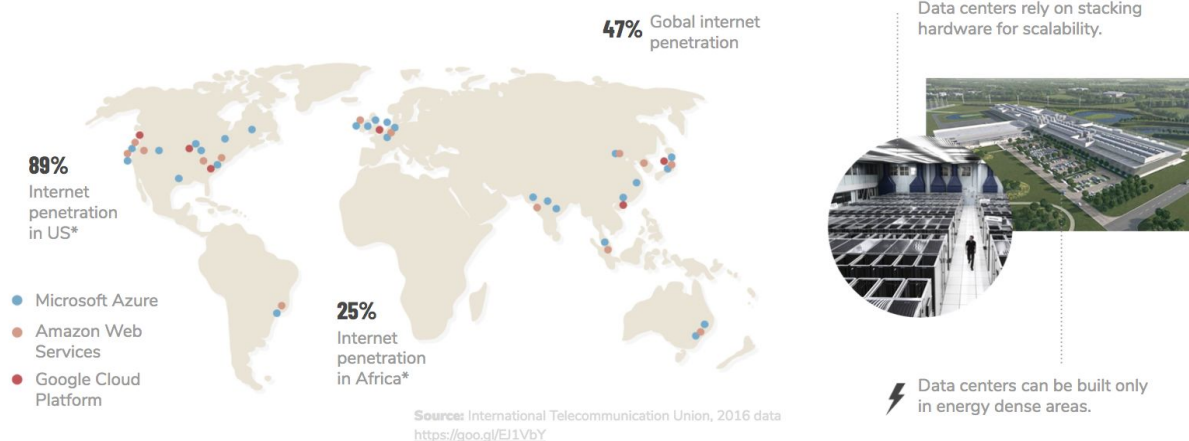 47% Gobal internet
penetration
89%
Internet
penetration
in US*
Microsoft Azure
Amazon Web
Services
Google Cloud
Platform
25%
Internet
penetration
in Africa*
Source: International Telecommunication Union, 2016 data
https://goo.gl/EJ1VbY
Data centers rely on stacking
hardware for scalability.
Data centers can be built only
in energy dense areas.